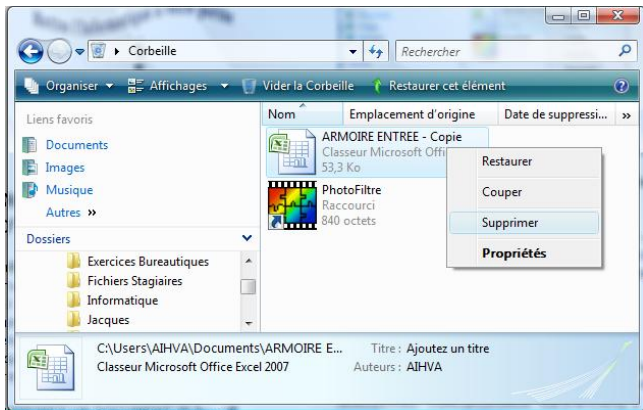 Corbeille
Rechercher
Organiser
Affichages
Vider la Corbeille
Restaurer cet élément
Liens favoris
Documents
Images
Musique
Autres »
Dossiers
Exercices Bureautiques
Fichiers Stagiaires
Informatique
Jacques
Nom
Emplacement d'origine
Date de suppressi...
»
ARMOIRE ENTREE - Copie
Classeur Microsoft Offi
53,3 Ko
PhotoFiltre
Raccourci
840 octets
Restaurer
Couper
Supprimer
Propriétés
C:\Users\AIHVA\Documents\ARMOIRE E...
Titre : Ajoutez un titre
Classeur Microsoft Office Excel 2007
Auteurs : AIHVA